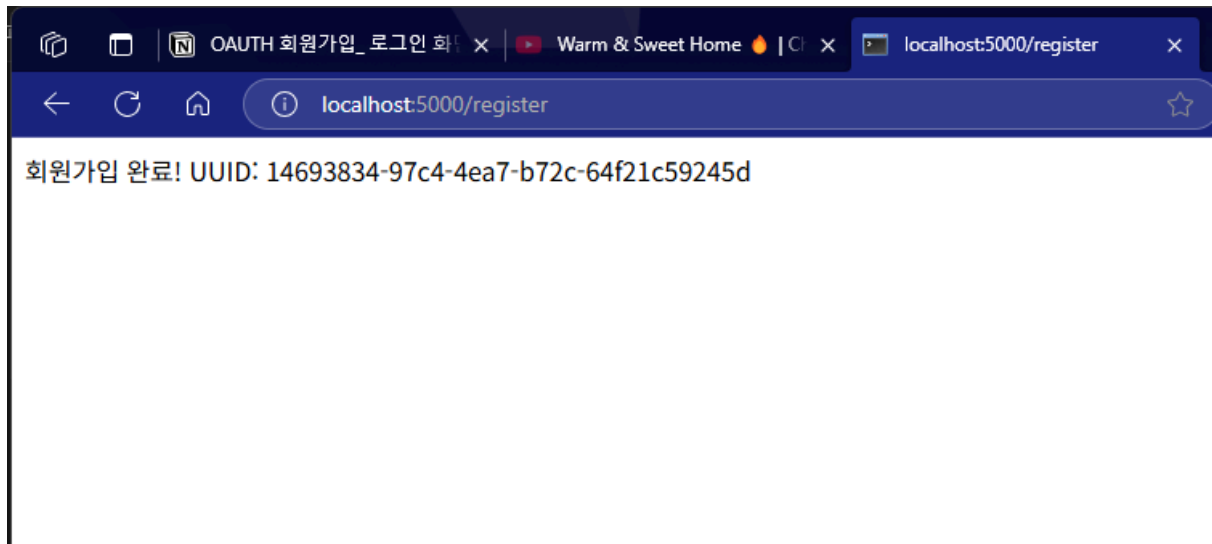 OAUTH 회원가입_ 로그인 화
Warm & Sweet Home 🔥 | Ch
localhost:5000/register
localhost:5000/register
회원가입 완료! UUID: 14693834-97c4-4ea7-b72c-64f21c59245d